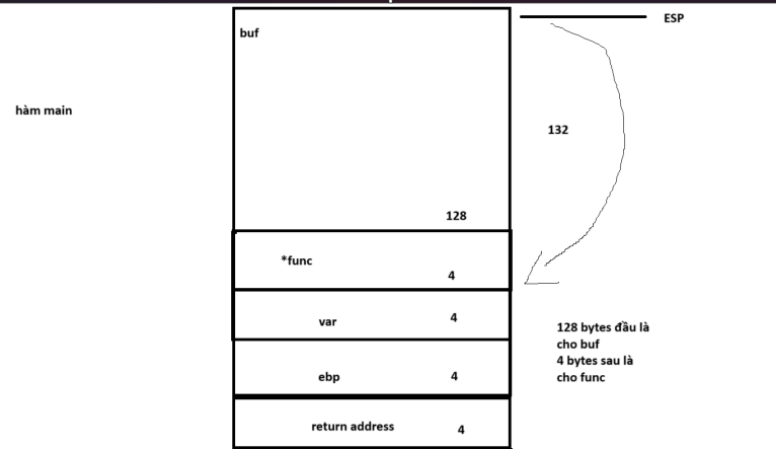 ESP
buf
hàm main
132
128
*func
4
var
4
128 bytes đầu là
cho buf
4 bytes sau là
cho func
ebp
4
return address
4